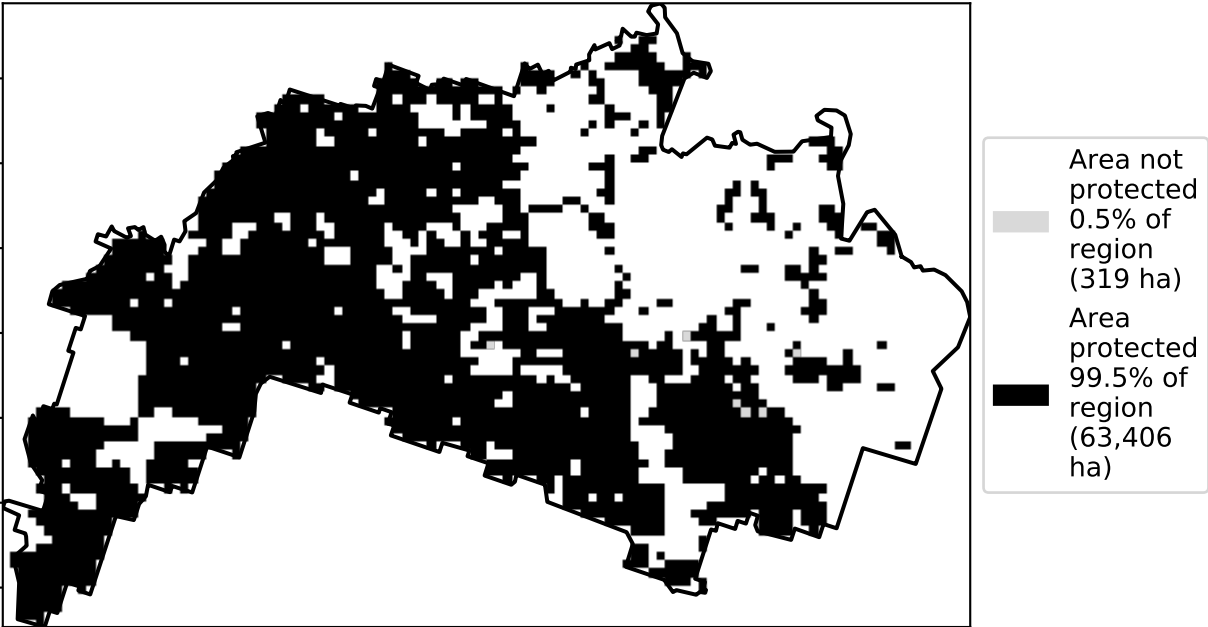 Area not
protected
0.5% of
region
(319 ha)
Area
protected
99.5% of
region
(63,406
ha)